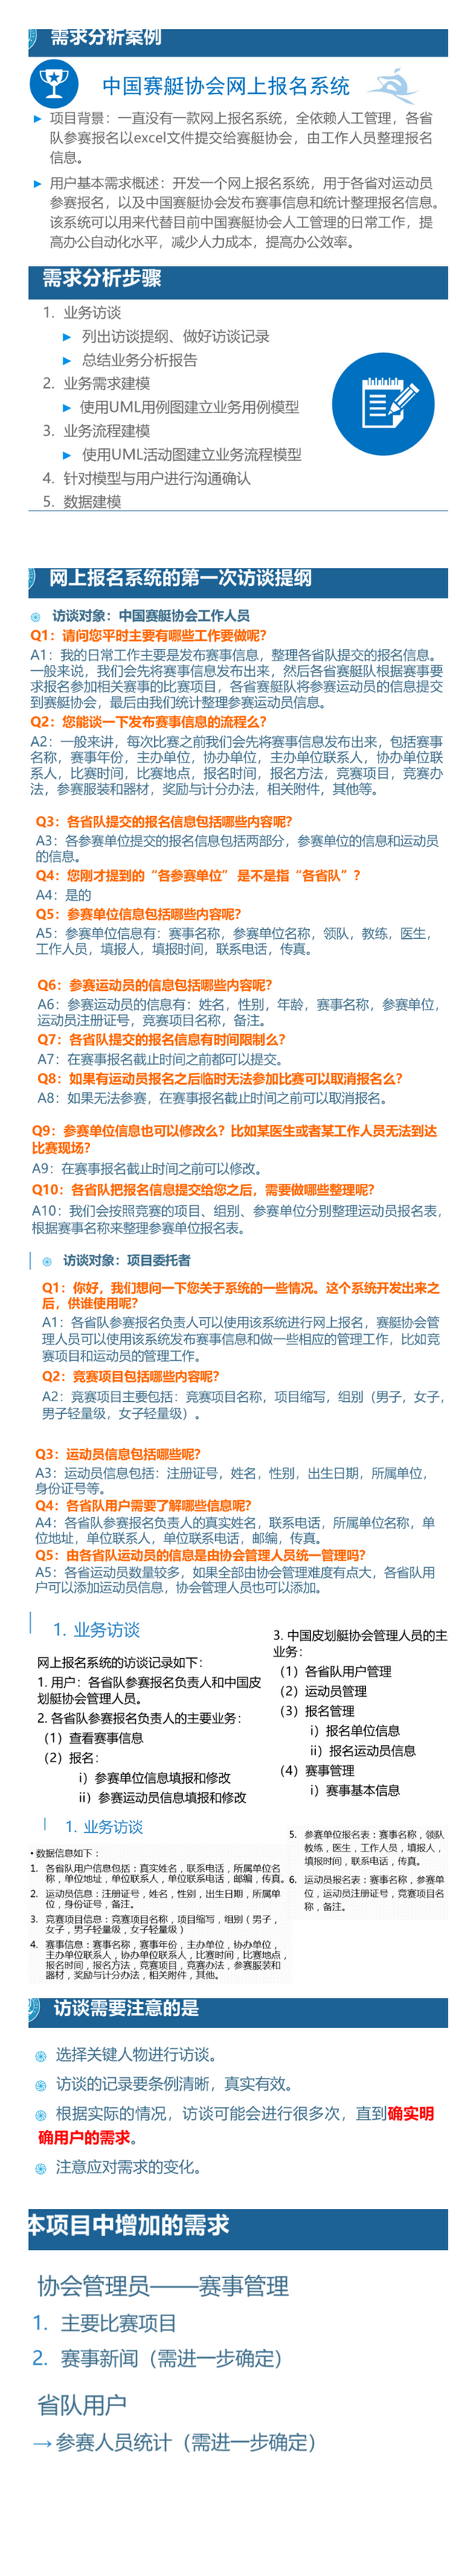 需求分析案例
中国赛艇协会网上报名系统
项目背景：一直没有一款网上报名系统，全依赖人工管理，各省
队参赛报名以excel文件提交给赛艇协会，由工作人员整理报名
信息。
用户基本需求概述：开发一个网上报名系统，用于各省对运动员
参赛报名，以及中国赛艇协会发布赛事信息和统计整理报名信息。
该系统可以用来代替目前中国赛艇协会人工管理的日常工作，提
高办公自动化水平，减少人力成本，提高办公效率。
需求分析步骤
1. 业务访谈
列出访谈提纲、做好访谈记录
总结业务分析报告
2. 业务需求建模
使用UML用例图建立业务用例模型
3. 业务流程建模
使用UML活动图建立业务流程模型
4. 针对模型与用户进行沟通确认
5. 数据建模
网上报名系统的第一次访谈提纲
访谈对象：中国赛艇协会工作人员
Q1：请问您平时主要有哪些工作要做呢？
A1：我的日常工作主要是发布赛事信息，整理各省队提交的报名信息。
一般来说，我们会先将赛事信息发布出来，然后各省赛艇队根据赛事要
求报名参加相关赛事的比赛项目，各省赛艇队将参赛运动员的信息提交
到赛艇协会，最后由我们统计整理参赛运动员信息。
Q2：您能谈一下发布赛事信息的流程么？
A2：一般来讲，每次比赛之前我们会先将赛事信息发布出来，包括赛事
名称，赛事年份，主办单位，协办单位，主办单位联系人，协办单位联
系人，比赛时间，比赛地点，报名时间，报名方法，竞赛项目，竞赛办
法，参赛服装和器材，奖励与计分办法，相关附件，其他等。
Q3：各省队提交的报名信息包括哪些内容呢？
A3：各参赛单位提交的报名信息包括两部分，参赛单位的信息和运动员
的信息。
Q4：您刚才提到的“各参赛单位”是不是指“各省队”？
A4：是的
Q5：参赛单位信息包括哪些内容呢？
A5：参赛单位信息有：赛事名称，参赛单位名称，领队，教练，医生，
工作人员，填报人，填报时间，联系电话，传真。
Q6：参赛运动员的信息包括哪些内容呢？
A6：参赛运动员的信息有：姓名，性别，年龄，赛事名称，参赛单位，
运动员注册证号，竞赛项目名称，备注。
Q7：各省队提交的报名信息有时间限制么？
A7：在赛事报名截止时间之前都可以提交。
Q8：如果有运动员报名之后临时无法参加比赛可以取消报名么？
A8：如果无法参赛，在赛事报名截止时间之前可以取消报名。
Q9：参赛单位信息也可以修改么？比如某医生或者某工作人员无法到达
比赛现场？
A9：在赛事报名截止时间之前可以修改。
Q10：各省队把报名信息提交给您之后，需要做哪些整理呢？
A10：我们会按照竞赛的项目、组别、参赛单位分别整理运动员报名表，
根据赛事名称来整理参赛单位报名表。
访谈对象：项目委托者
Q1：你好，我们想问一下您关于系统的一些情况。这个系统开发出来之
后，供谁使用呢？
A1：各省队参赛报名负责人可以使用该系统进行网上报名，赛艇协会管
理人员可以使用该系统发布赛事信息和做一些相应的管理工作，比如竞
赛项目和运动员的管理工作。
Q2：竞赛项目包括哪些内容呢？
A2：竞赛项目主要包括：竞赛项目名称，项目缩写，组别（男子，女子，
男子轻量级，女子轻量级）。
Q3：运动员信息包括哪些呢？
A3：运动员信息包括：注册证号，姓名，性别，出生日期，所属单位，
身份证号等。
Q4：各省队用户需要了解哪些信息呢？
A4：各省队参赛报名负责人的真实姓名，联系电话，所属单位名称，单
位地址，单位联系人，单位联系电话，邮编，传真。
Q5：由各省队运动员的信息是由协会管理人员统一管理吗？
A5：各省运动员数量较多，如果全部由协会管理难度有点大，各省队用
户可以添加运动员信息，协会管理人员也可以添加。
1. 业务访谈
网上报名系统的访谈记录如下：
1. 用户：各省队参赛报名负责人和中国皮
划艇协会管理人员。
2. 各省队参赛报名负责人的主要业务：
（1）查看赛事信息
（2）报名：
i）参赛单位信息填报和修改
ii）参赛运动员信息填报和修改
3. 中国皮划艇协会管理人员的主
业务：
（1）各省队用户管理
（2）运动员管理
（3）报名管理
i）报名单位信息
ii）报名运动员信息
（4）赛事管理
i）赛事基本信息
1. 业务访谈
• 数据信息如下：
1. 各省队用户信息包括：真实姓名，联系电话，所属单位名
称，单位地址，单位联系人，单位联系电话，邮编，传真。
2. 运动员信息：注册证号，姓名，性别，出生日期，所属单
位，身份证号，备注。
3. 竞赛项目信息：竞赛项目名称，项目缩写，组别（男子，
女子，男子轻量级，女子轻量级）
4. 赛事信息：赛事名称，赛事年份，主办单位，协办单位，
主办单位联系人，协办单位联系人，比赛时间，比赛地点，
报名时间，报名方法，竞赛项目，竞赛办法，参赛服装和
器材，奖励与计分办法，相关附件，其他。
5. 参赛单位报名表：赛事名称，领队
教练，医生，工作人员，填报人，
填报时间，联系电话，传真。
6. 运动员报名表：赛事名称，参赛单
位，运动员注册证号，竞赛项目名
称，备注。
访谈需要注意的是
选择关键人物进行访谈。
访谈的记录要条例清晰，真实有效。
根据实际的情况，访谈可能会进行很多次，直到确实明
确用户的需求。
注意应对需求的变化。
本项目中增加的需求
协会管理员——赛事管理
1. 主要比赛项目
2. 赛事新闻（需进一步确定）
省队用户
→参赛人员统计（需进一步确定）